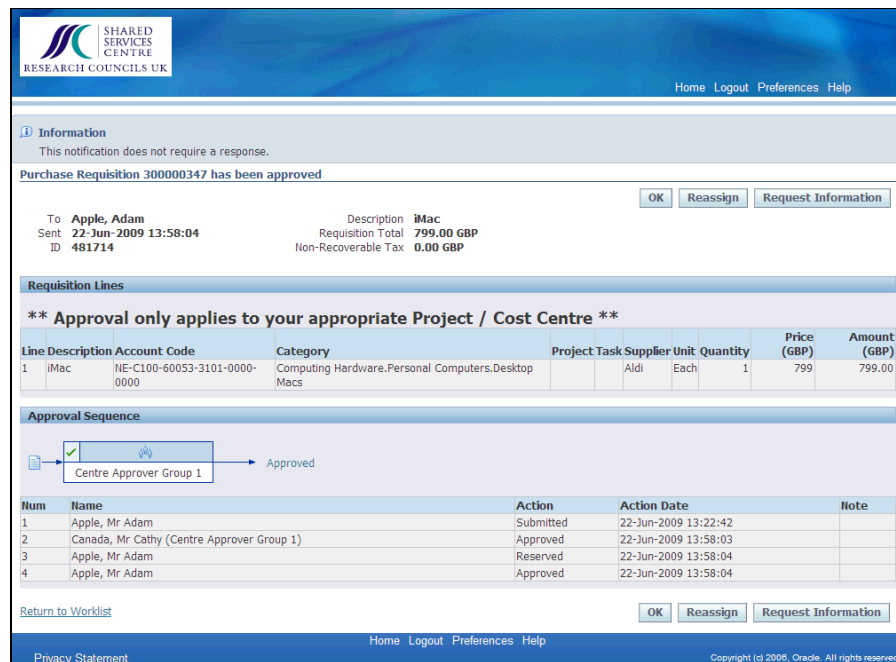 SHARED
SERVICES
CENTRE
RESEARCH COUNCILS UK
Home Logout Preferences Help
Information
This notification does not require a response.
Purchase Requisition 300000347 has been approved
OK Reassign Request Information
To Apple, Adam Description iMac
Sent 22-Jun-2009 13:58:04 Requisition Total 799.00 GBP
ID 481714 Non-Recoverable Tax 0.00 GBP
Requisition Lines
** Approval only applies to your appropriate Project / Cost Centre **
Line Description Account Code Category Project Task Supplier Unit Quantity Price (GBP) Amount (GBP)
1 iMac NE-C100-60053-3101-0000- Computing Hardware.Personal Computers.Desktop Aldi Each 1 799 799.00
0000 Macs
Approval Sequence
Centre Approver Group 1
Approved
Num Name Action Action Date Note
1 Apple, Mr Adam Submitted 22-Jun-2009 13:22:42
2 Canada, Mr Cathy (Centre Approver Group 1) Approved 22-Jun-2009 13:58:03
3 Apple, Mr Adam Reserved 22-Jun-2009 13:58:04
4 Apple, Mr Adam Approved 22-Jun-2009 13:58:04
Return to Worklist OK Reassign Request Information
Home Logout Preferences Help
Privacy Statement Copyright (c) 2006, Oracle. All rights reserved